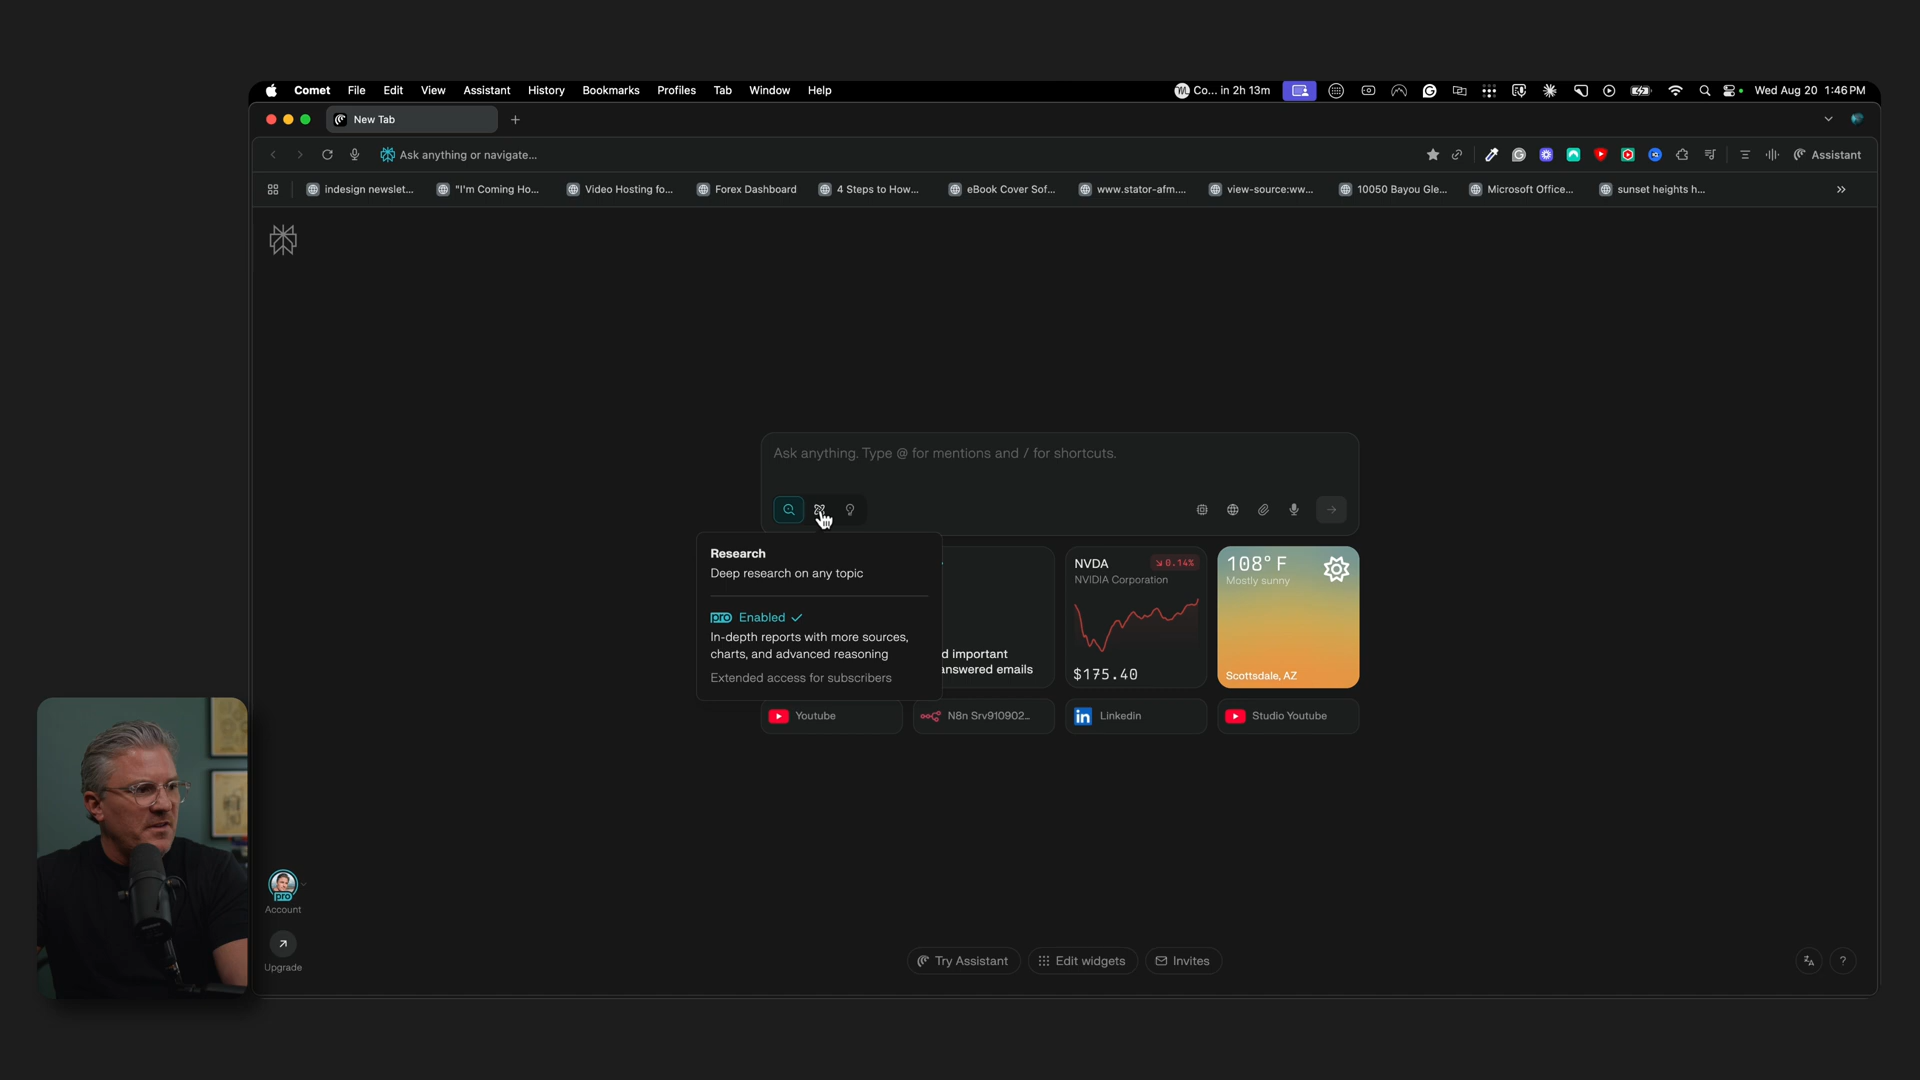 Comet File Edit View Assistant History Bookmarks Profiles Tab Window Help
Co... in 2h 13m
Wed Aug 20 1:46 PM
New Tab
Ask anything or navigate...
Assistant
indesign newslet...
"I'm Coming Ho...
Video Hosting fo...
Forex Dashboard
4 Steps to How...
eBook Cover Sof...
www.stator-afm....
view-source:ww...
10050 Bayou Gle...
Microsoft Office...
sunset heights h...
Ask anything. Type @ for mentions and / for shortcuts.
Research
Deep research on any topic
pro Enabled
In-depth reports with more sources,
charts, and advanced reasoning
Extended access for subscribers
d important
answered emails
NVDA
0.14%
NVIDIA Corporation
$175.40
108° F
Mostly sunny
Scottsdale, AZ
Youtube
N8n Srv910902...
Linkedin
Studio Youtube
pro
Account
Upgrade
Try Assistant
Edit widgets
Invites
?